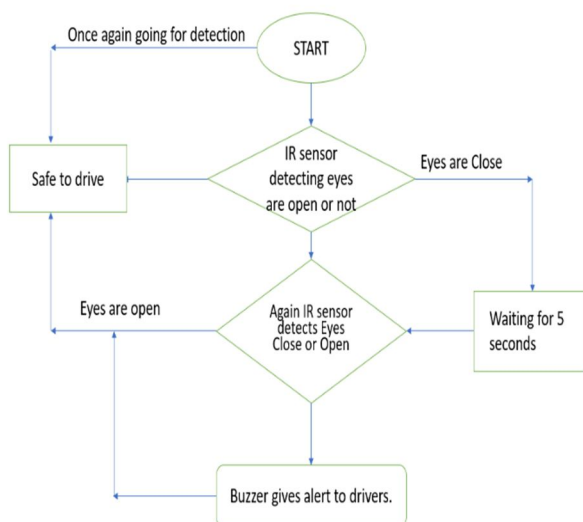 Once again going for detection
START
IR sensor
detecting eyes
are open or not
Eyes are Close
Safe to drive
Eyes are open
Again IR sensor
detects Eyes
Close or Open
Waiting for 5
seconds
Buzzer gives alert to drivers.